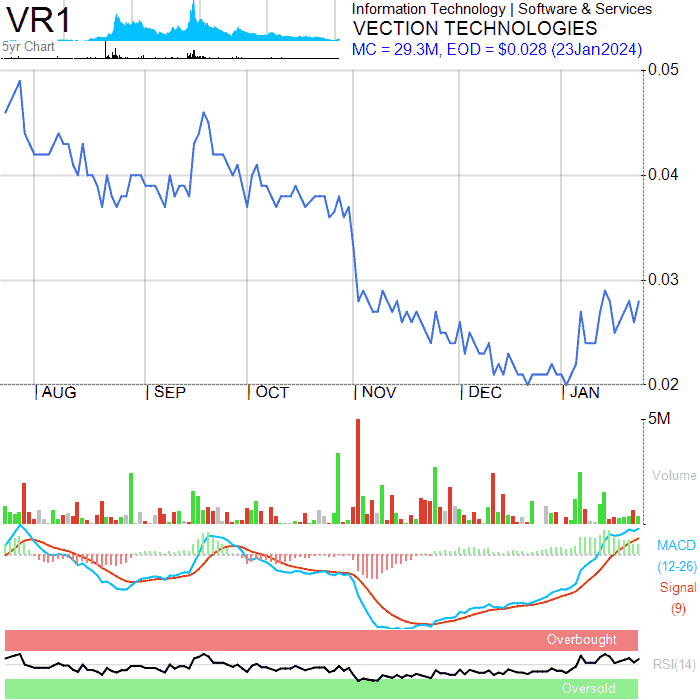 VR1
5yr Chart
Information Technology | Software & Services
VECTION TECHNOLOGIES
MC = 29.3M, EOD = $0.028 (23Jan2024)
0.05
0.04
0.03
0.02
AUG SEP OCT NOV DEC JAN
5M
Volume
MACD
(12-26)
Signal
(9)
Overbought
RSI(14)
Oversold